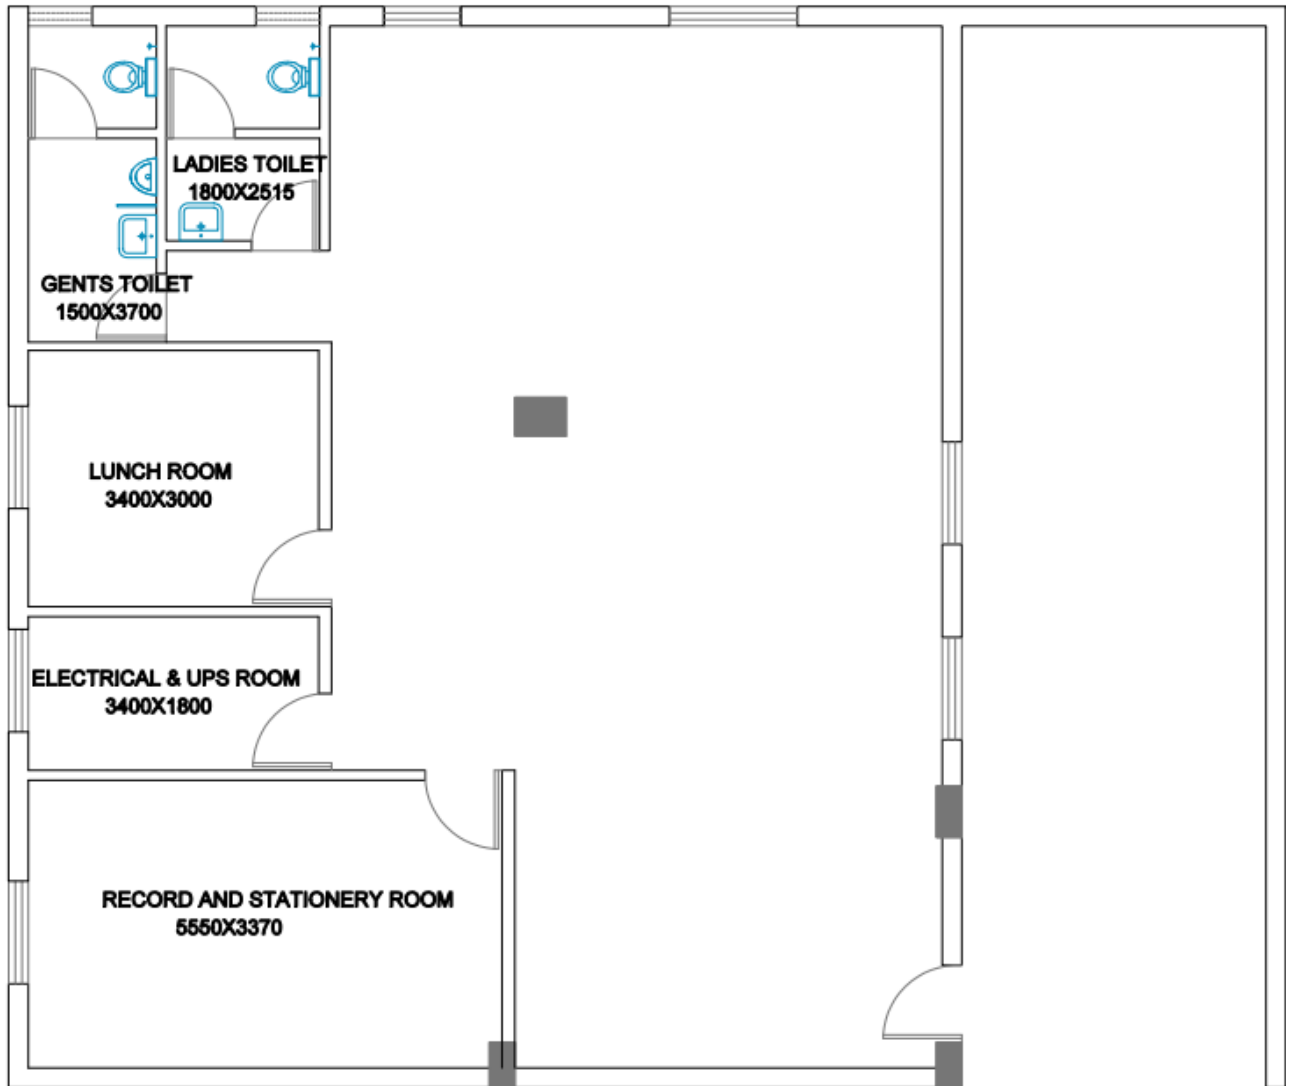 LADIES TOILET
1800X2515
GENTS TOILET
1500X3700
LUNCH ROOM
3400X3000
ELECTRICAL & UPS ROOM
3400X1800
RECORD AND STATIONERY ROOM
5550X3370